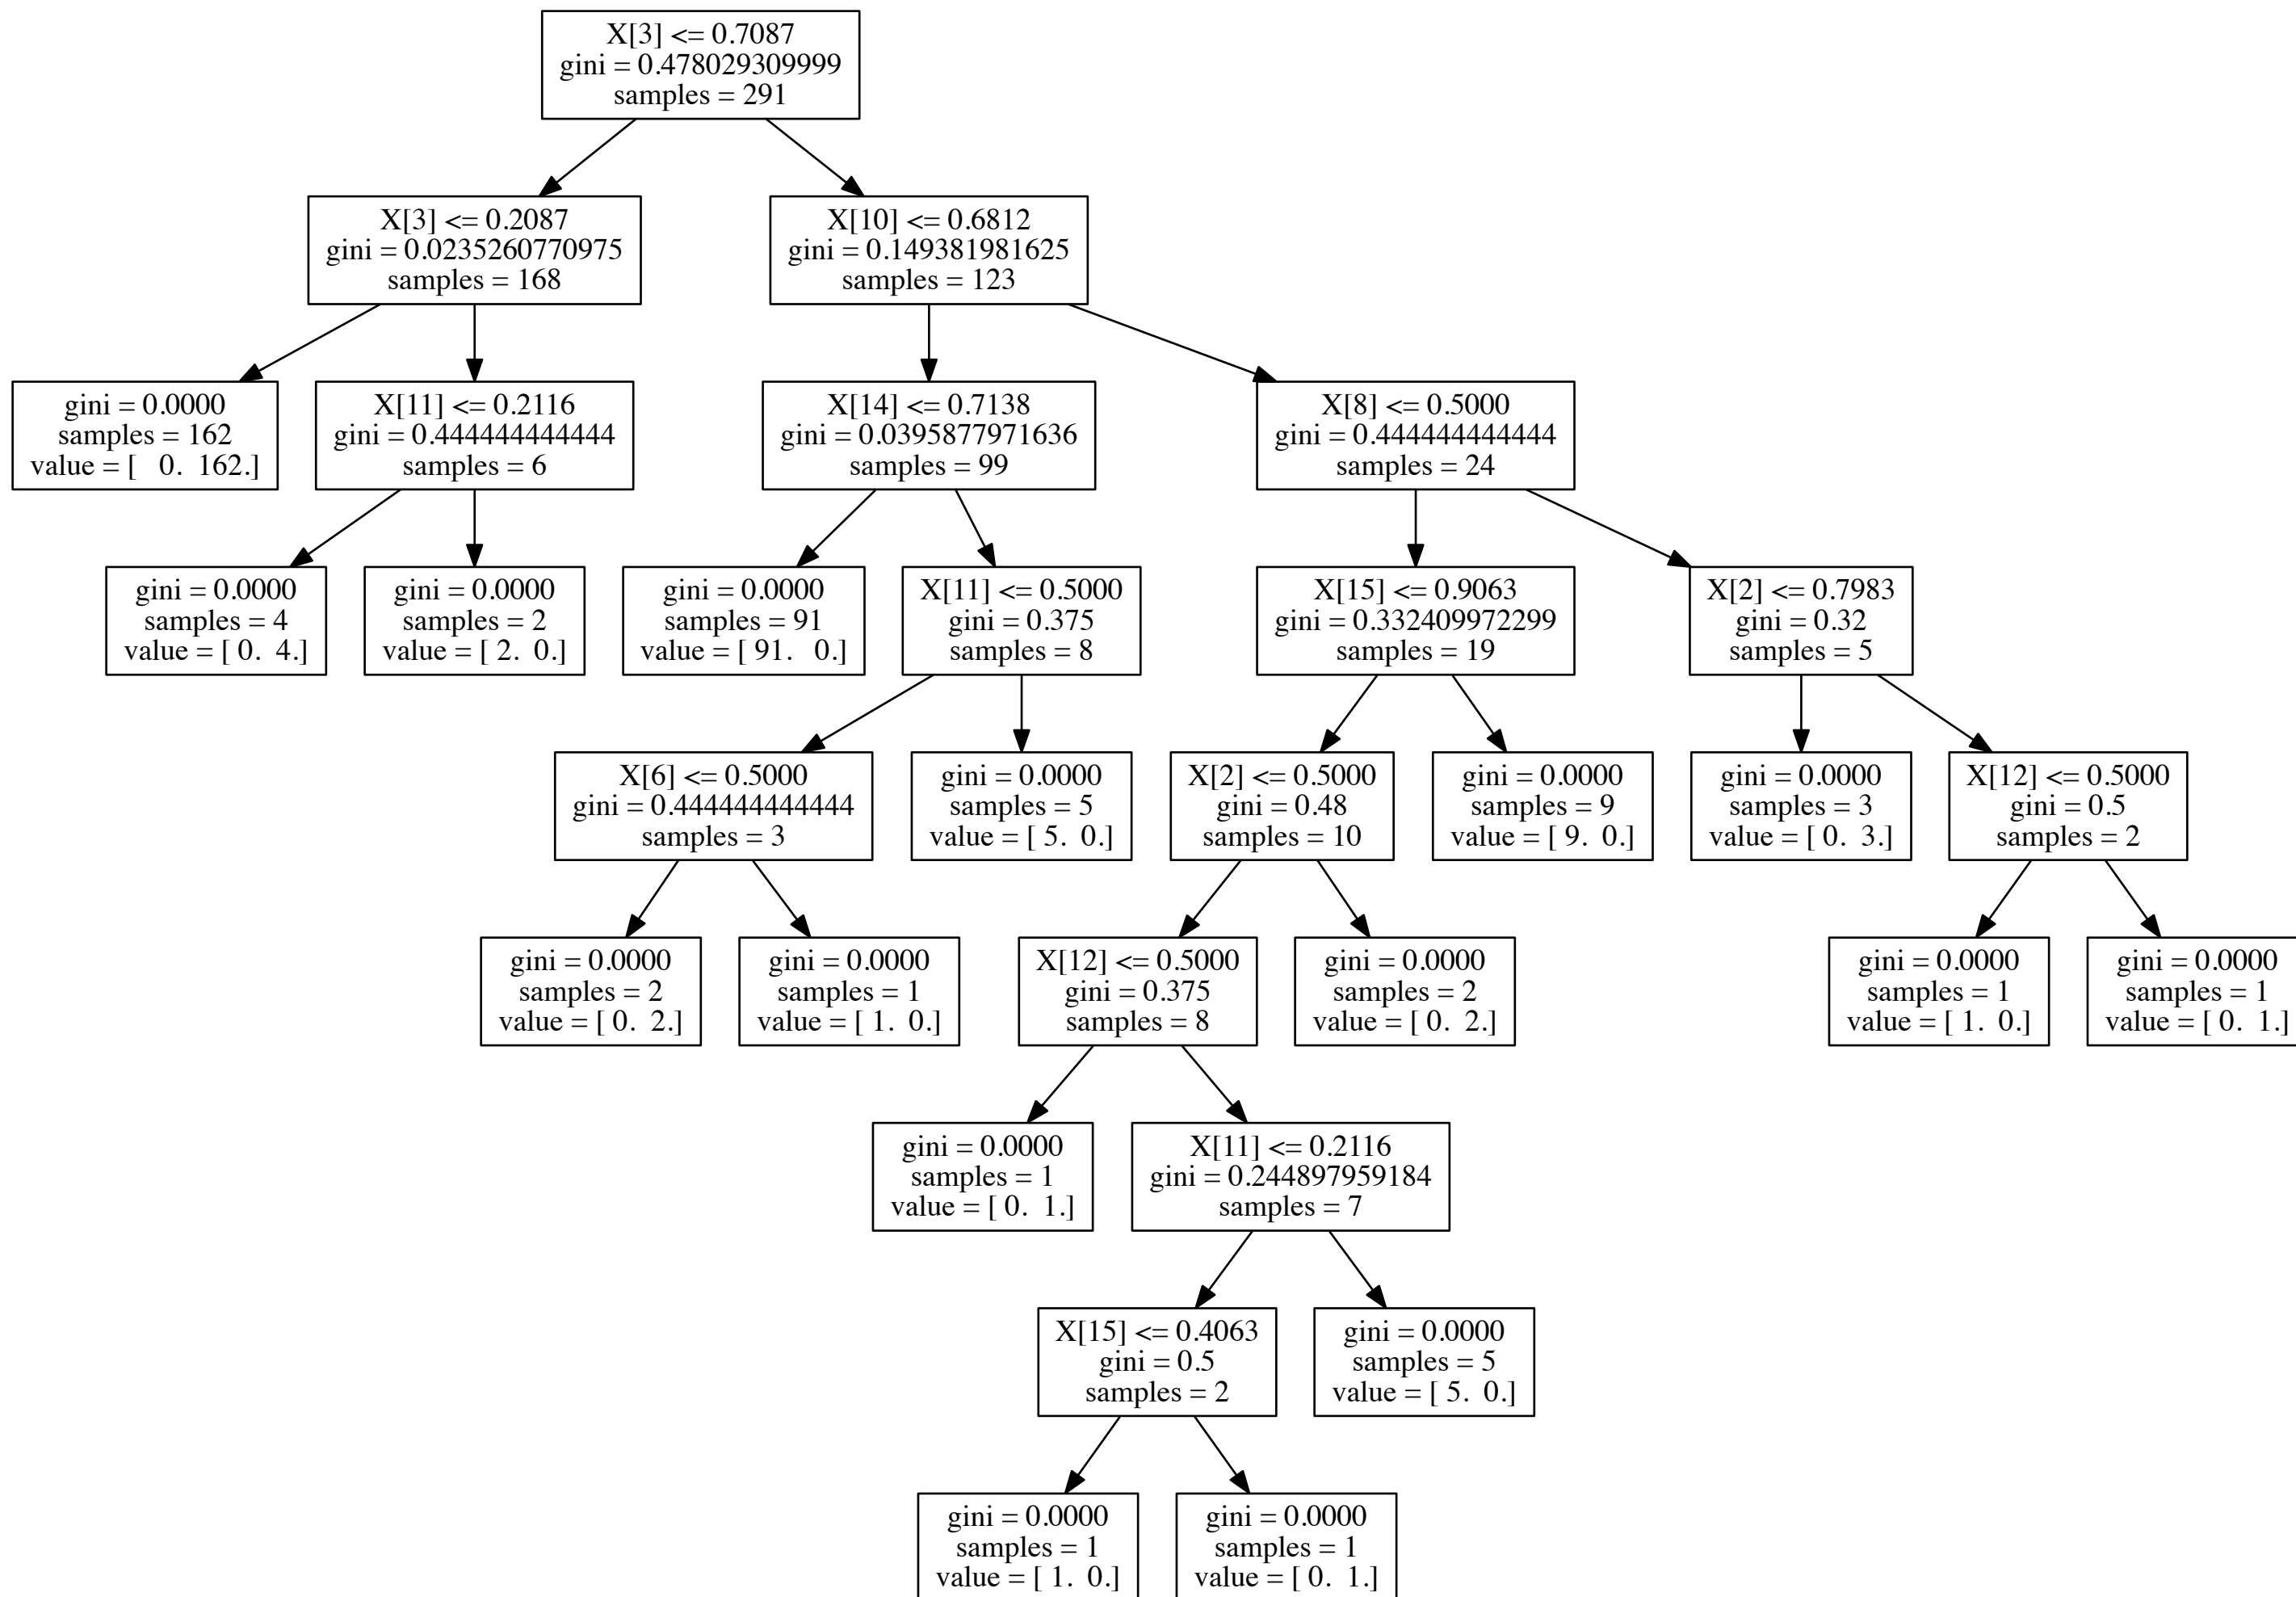 X[3] <= 0.7087
gini = 0.478029309999
samples = 291
X[3] <= 0.2087
gini = 0.0235260770975
samples = 168
X[10] <= 0.6812
gini = 0.149381981625
samples = 123
gini = 0.0000
samples = 162
value = [   0.  162.]
X[11] <= 0.2116
gini = 0.444444444444
samples = 6
X[14] <= 0.7138
gini = 0.0395877971636
samples = 99
X[8] <= 0.5000
gini = 0.444444444444
samples = 24
gini = 0.0000
samples = 4
value = [ 0.  4.]
gini = 0.0000
samples = 2
value = [ 2.  0.]
gini = 0.0000
samples = 91
value = [ 91.   0.]
X[11] <= 0.5000
gini = 0.375
samples = 8
X[15] <= 0.9063
gini = 0.332409972299
samples = 19
X[2] <= 0.7983
gini = 0.32
samples = 5
X[6] <= 0.5000
gini = 0.444444444444
samples = 3
gini = 0.0000
samples = 5
value = [ 5.  0.]
X[2] <= 0.5000
gini = 0.48
samples = 10
gini = 0.0000
samples = 9
value = [ 9.  0.]
gini = 0.0000
samples = 3
value = [ 0.  3.]
X[12] <= 0.5000
gini = 0.5
samples = 2
gini = 0.0000
samples = 2
value = [ 0.  2.]
gini = 0.0000
samples = 1
value = [ 1.  0.]
X[12] <= 0.5000
gini = 0.375
samples = 8
gini = 0.0000
samples = 2
value = [ 0.  2.]
gini = 0.0000
samples = 1
value = [ 1.  0.]
gini = 0.0000
samples = 1
value = [ 0.  1.]
gini = 0.0000
samples = 1
value = [ 0.  1.]
X[11] <= 0.2116
gini = 0.244897959184
samples = 7
X[15] <= 0.4063
gini = 0.5
samples = 2
gini = 0.0000
samples = 5
value = [ 5.  0.]
gini = 0.0000
samples = 1
value = [ 1.  0.]
gini = 0.0000
samples = 1
value = [ 0.  1.]